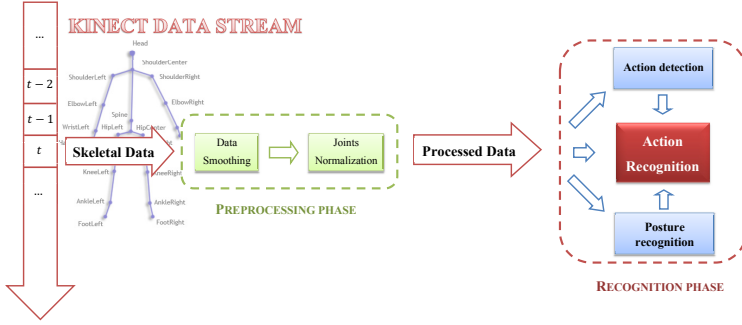 KINECT DATA STREAM
...
t-2
t-1
t
...
Head
ShoulderCenter
ShoulderLeft
ShoulderRight
ElbowLeft
ElbowRight
Spine
WristLeft
HipLeft
HipCenter
Skeletal Data
KneeLeft
KneeRight
AnkleLeft
AnkleRight
FootLeft
FootRight
Data
Smoothing
Joints
Normalization
PREPROCESSING PHASE
Processed Data
Action detection
Action
Recognition
Posture
recognition
RECOGNITION PHASE